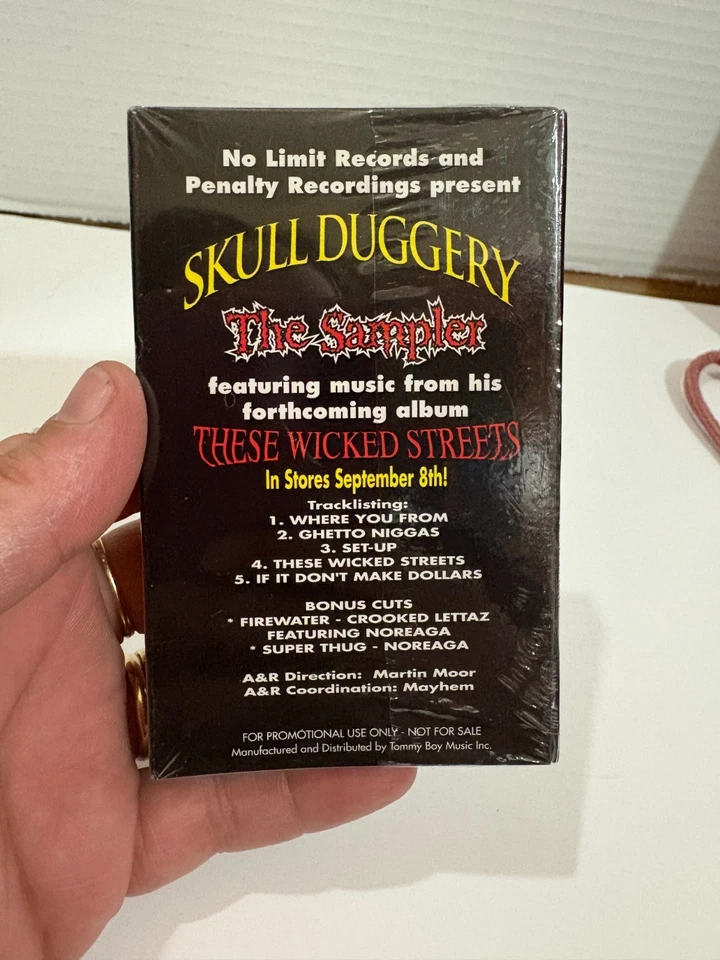 No Limit Records and
Penalty Recordings present
SKULL DUGGERY
The Sampler
featuring music from his
forthcoming album
THESE WICKED STREETS
In Stores September 8th!
Tracklisting:
1. WHERE YOU FROM
2. GHETTO NIGGAS
3. SET-UP
4. THESE WICKED STREETS
5. IF IT DON'T MAKE DOLLARS
BONUS CUTS
* FIREWATER - CROOKED LETTAZ
FEATURING NOREAGA
* SUPER THUG - NOREAGA
A&R Direction: Martin Moor
A&R Coordination: Mayhem
FOR PROMOTIONAL USE ONLY - NOT FOR SALE
Manufactured and Distributed by Tommy Boy Music Inc.